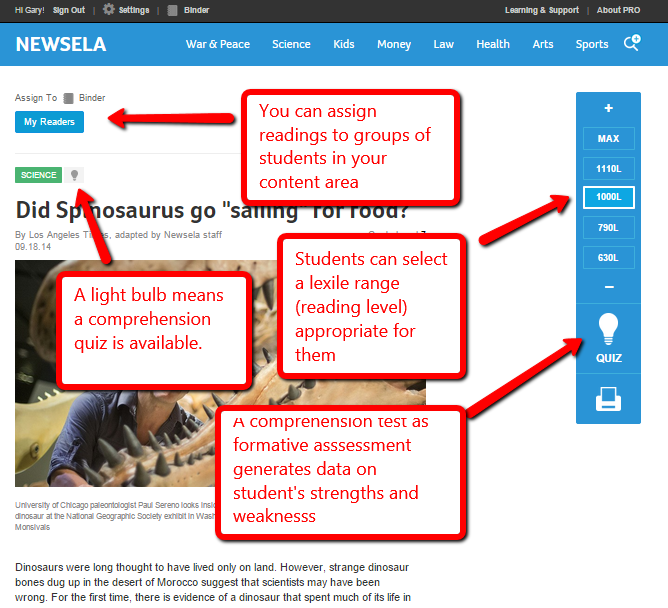 Hi Gary! Sign Out | Settings | Binder Learning & Support | About PRO
NEWSELA War & Peace Science Kids Money Law Health Arts Sports
Assign To Binder
My Readers
You can assign
readings to groups of
students in your
content area
+
MAX
1110L
1000L
790L
630L
–
QUIZ
SCIENCE
Did Spinosaurus go "sailing" for food?
By Los Angeles Times, adapted by Newsela staff
09.18.14
Students can select
a lexile range
(reading level)
appropriate for
them
A light bulb means
a comprehension
quiz is available.
A comprehension test as
formative asssessment
generates data on
student's strengths and
weaknesss
University of Chicago paleontologist Paul Sereno looks insid
dinosaur at the National Geographic Society exhibit in Wash
Monsivais
Dinosaurs were long thought to have lived only on land. However, strange dinosaur
bones dug up in the desert of Morocco suggest that scientists may have been
wrong. For the first time, there is evidence of a dinosaur that spent much of its life in